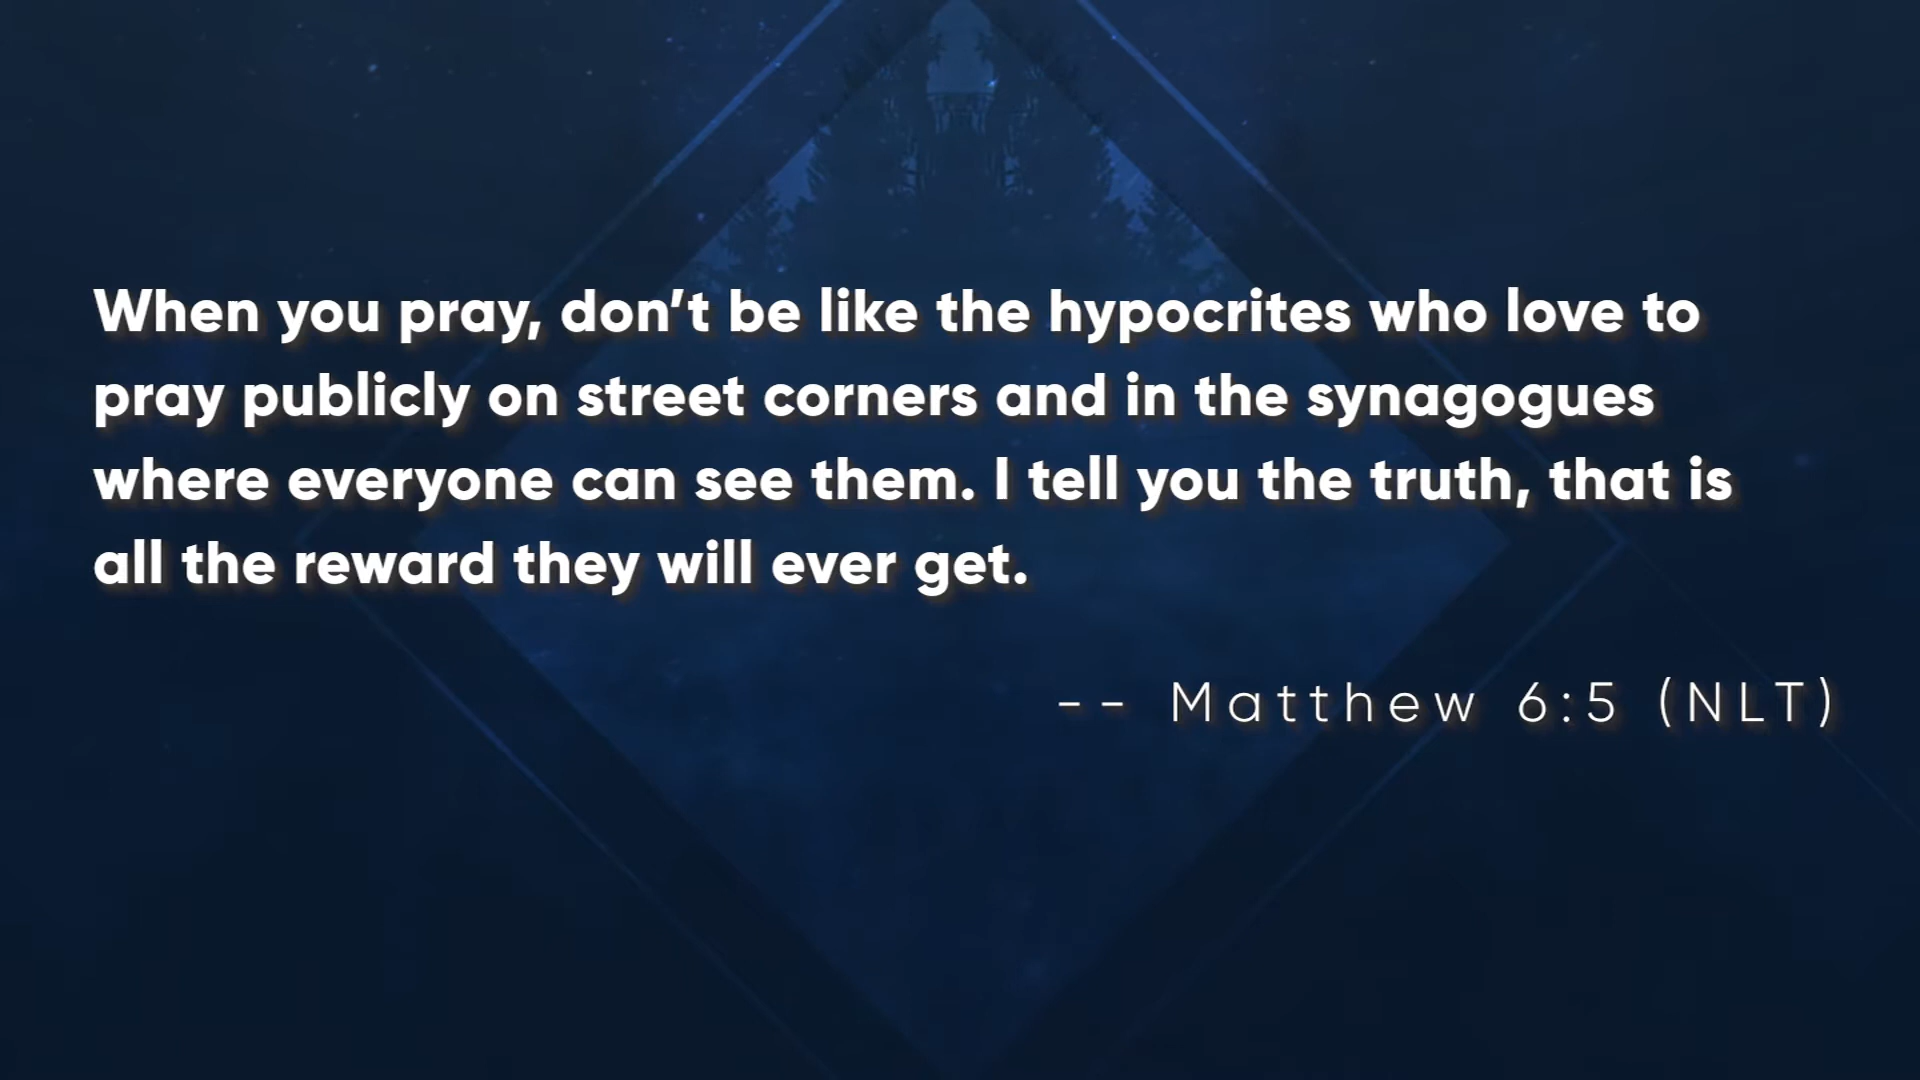 When you pray, don’t be like the hypocrites who love to
pray publicly on street corners and in the synagogues
where everyone can see them. I tell you the truth, that is
all the reward they will ever get.
-- Matthew 6:5 (NLT)